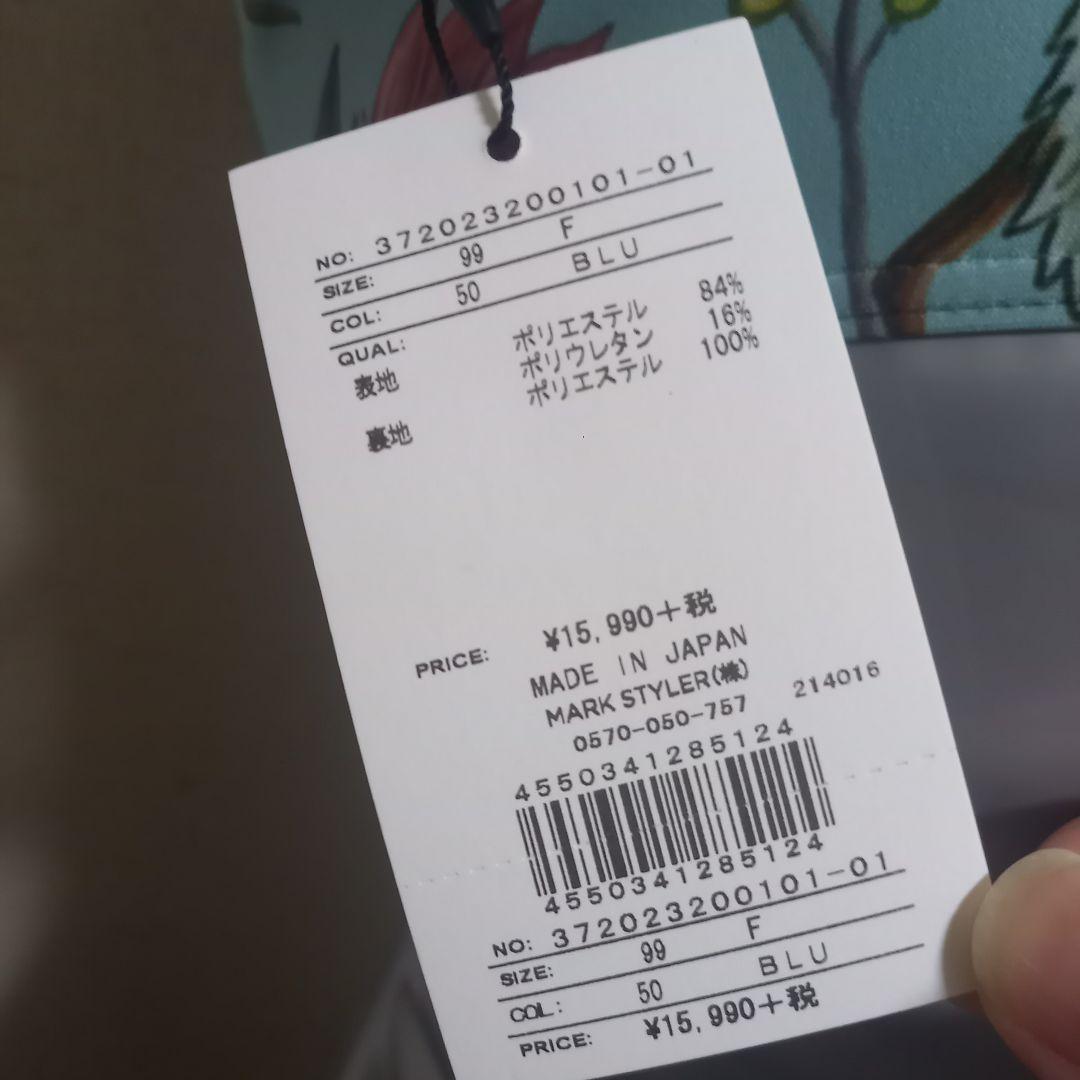 NO: 372023200101-01
SIZE: 99 F
COL: 50 BLU
QUAL:
表地 ポリエステル 84%
ポリウレタン 16%
裏地 ポリエステル 100%
PRICE: ¥15,990+税
MADE IN JAPAN
MARK STYLER(株)
0570-050-757 214016
4550341285124
4550341285124
NO: 372023200101-01
SIZE: 99 F
COL: 50 BLU
PRICE: ¥15,990+税